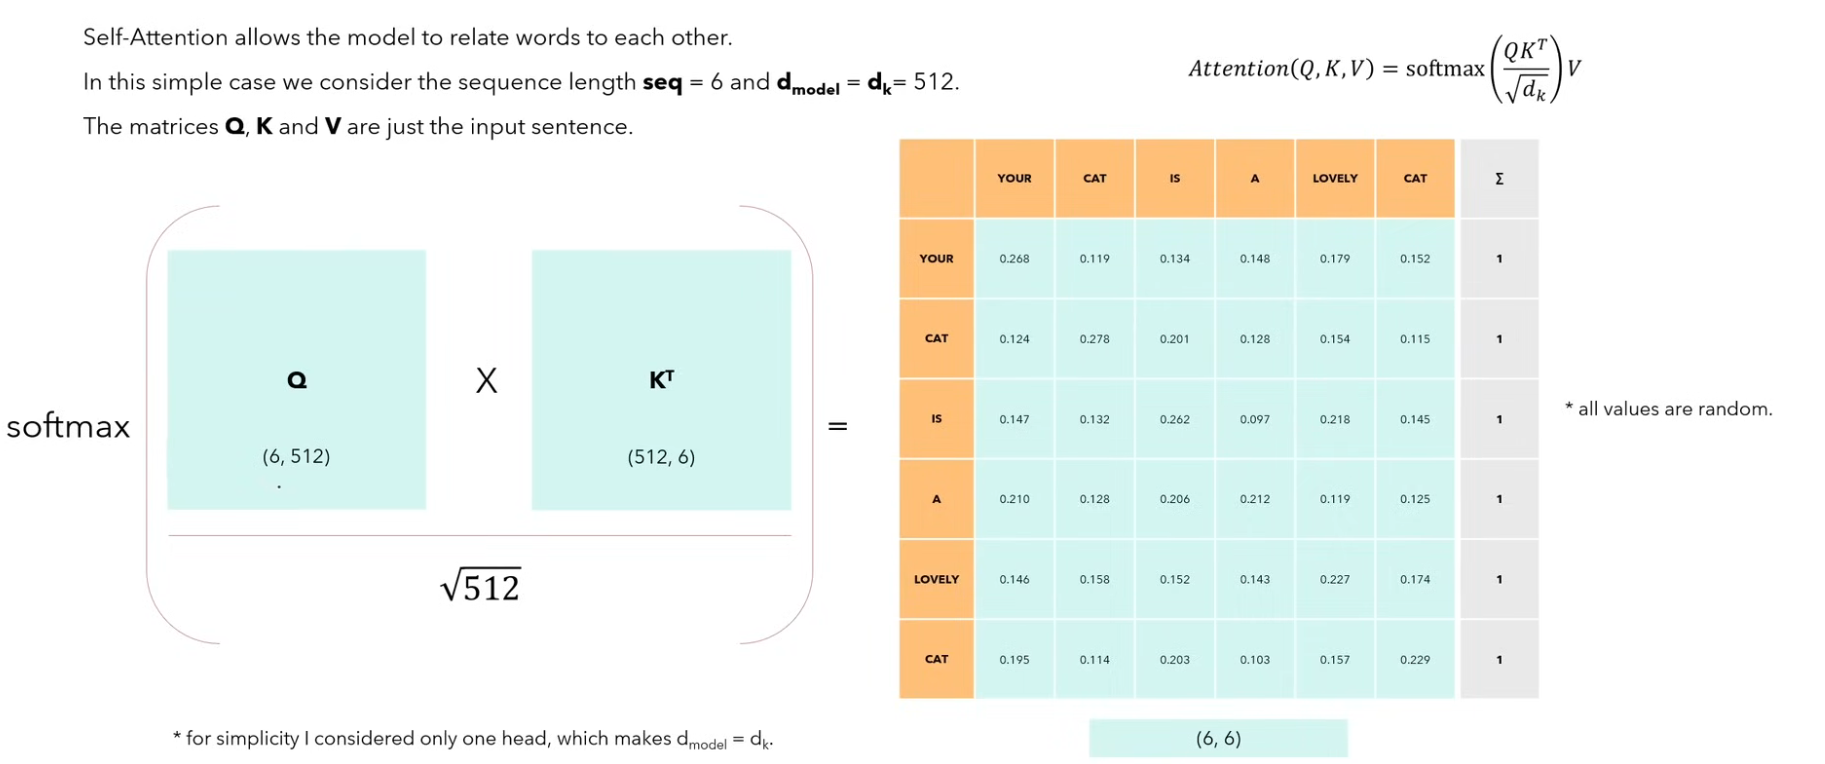 Self-Attention allows the model to relate words to each other.
In this simple case we consider the sequence length seq = 6 and dmodel = dk= 512.
The matrices Q, K and V are just the input sentence.
Attention(Q, K, V) = softmax(QKᵀ/√dk)V
softmax
Q
(6, 512)
X
Kᵀ
(512, 6)
√512
=
YOUR CAT IS A LOVELY CAT Σ
YOUR 0.268 0.119 0.134 0.148 0.179 0.152 1
CAT 0.124 0.278 0.201 0.128 0.154 0.115 1
IS 0.147 0.132 0.262 0.097 0.218 0.145 1
A 0.210 0.128 0.206 0.212 0.119 0.125 1
LOVELY 0.146 0.158 0.152 0.143 0.227 0.174 1
CAT 0.195 0.114 0.203 0.103 0.157 0.229 1
* all values are random.
* for simplicity I considered only one head, which makes dmodel = dk.
(6, 6)